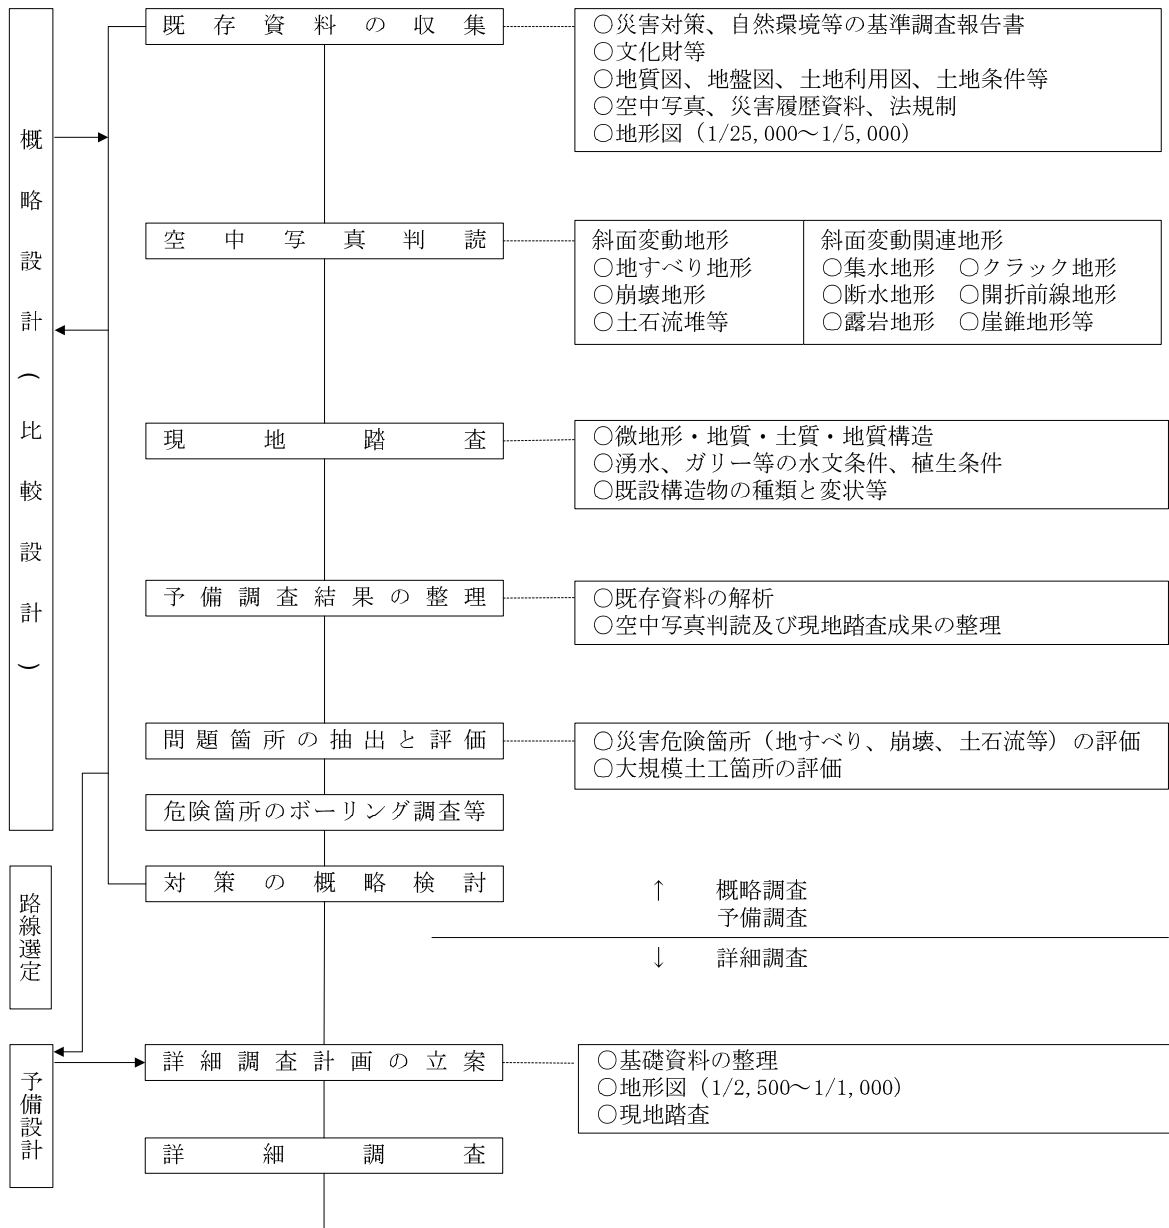 既存資料の収集
○災害対策、自然環境等の基準調査報告書
○文化財等
○地質図、地盤図、土地利用図、土地条件等
○空中写真、災害履歴資料、法規制
○地形図（1/25,000～1/5,000）
概略設計（比較設計）
空中写真判読
斜面変動地形
○地すべり地形
○崩壊地形
○土石流堆等
斜面変動関連地形
○集水地形　○クラック地形
○断水地形　○開折前線地形
○露岩地形　○崖錐地形等
現地踏査
○微地形・地質・土質・地質構造
○湧水、ガリー等の水文条件、植生条件
○既設構造物の種類と変状等
予備調査結果の整理
○既存資料の解析
○空中写真判読及び現地踏査成果の整理
問題箇所の抽出と評価
○災害危険箇所（地すべり、崩壊、土石流等）の評価
○大規模土工箇所の評価
危険箇所のボーリング調査等
対策の概略検討
↑　概略調査
予備調査
↓　詳細調査
路線選定
予備設計
詳細調査計画の立案
○基礎資料の整理
○地形図（1/2,500～1/1,000）
○現地踏査
詳細調査